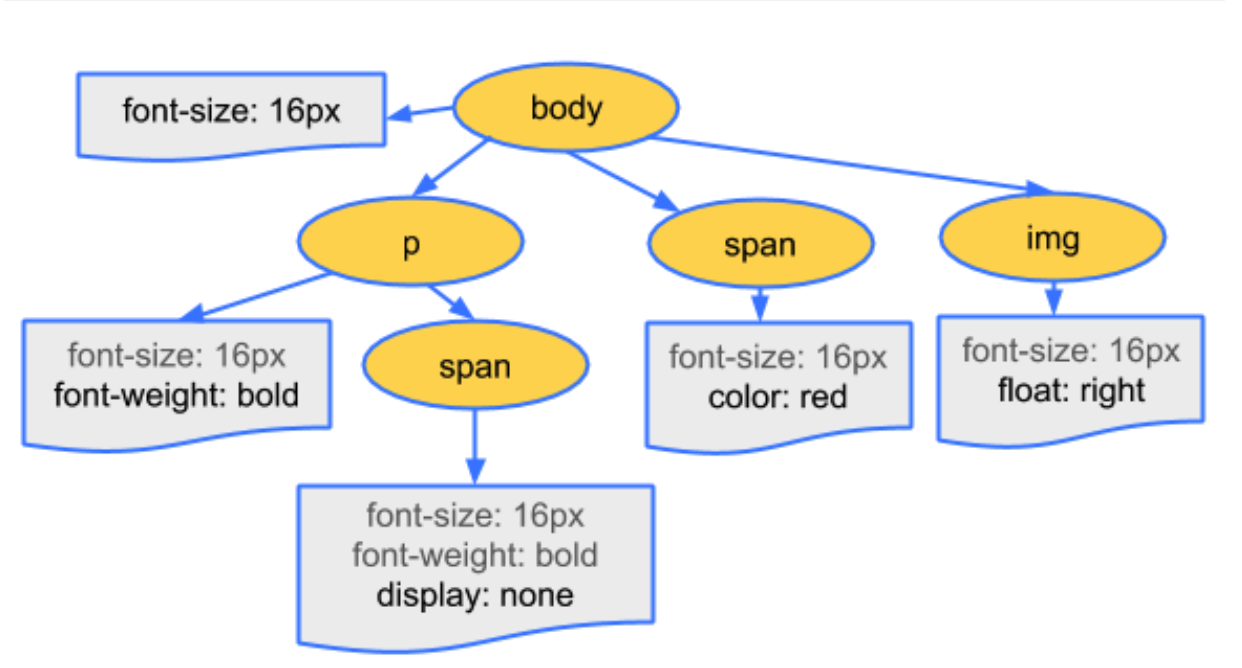 body
font-size: 16px
p
span
img
font-size: 16px
font-weight: bold
span
font-size: 16px
color: red
font-size: 16px
float: right
font-size: 16px
font-weight: bold
display: none